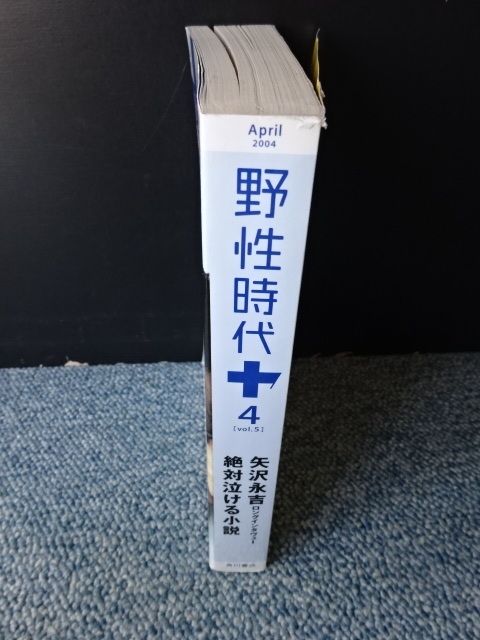 April
2004
野性時代
4
[vol.5]
矢沢永吉 ロングインタヴュー
絶対泣ける小説
角川書店